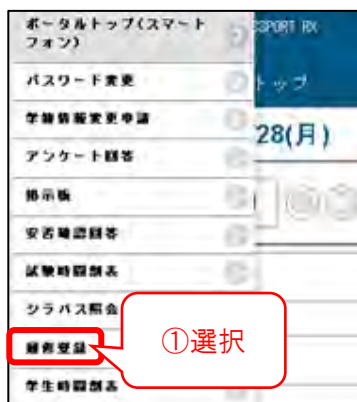 ポータルトップ(スマート
フォン)
SSPORT RX
パスワード変更
トップ
学籍情報変更申請
28(月)
アンケート回答
掲示板
安否確認回答
試験時間割表
シラバス照会
履修登録
①選択
学生時間割表